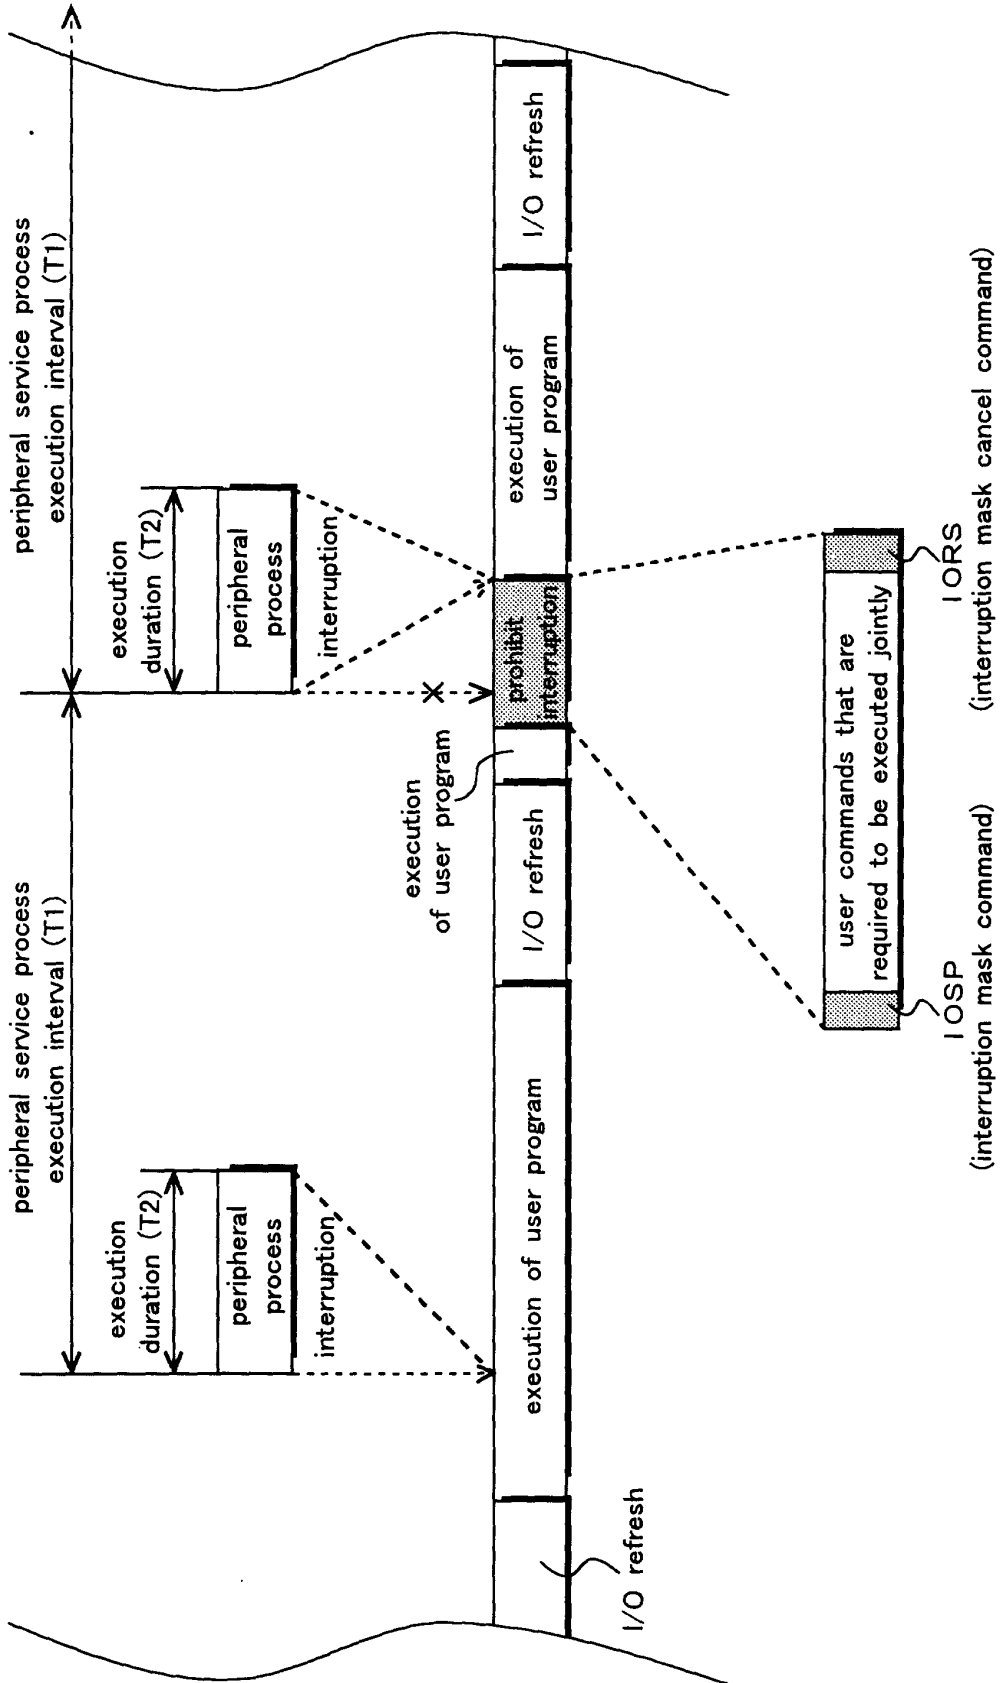 peripheral service process
execution interval (T1)
peripheral service process
execution interval (T1)
execution
duration (T2)
peripheral
process
interruption
execution
duration (T2)
peripheral
process
interruption
I/O refresh
execution of user program
I/O refresh
execution
of user program
prohibit
interruption
execution of
user program
I/O refresh
user commands that are
required to be executed jointly
IOSP
(interruption mask command)
IORS
(interruption mask cancel command)